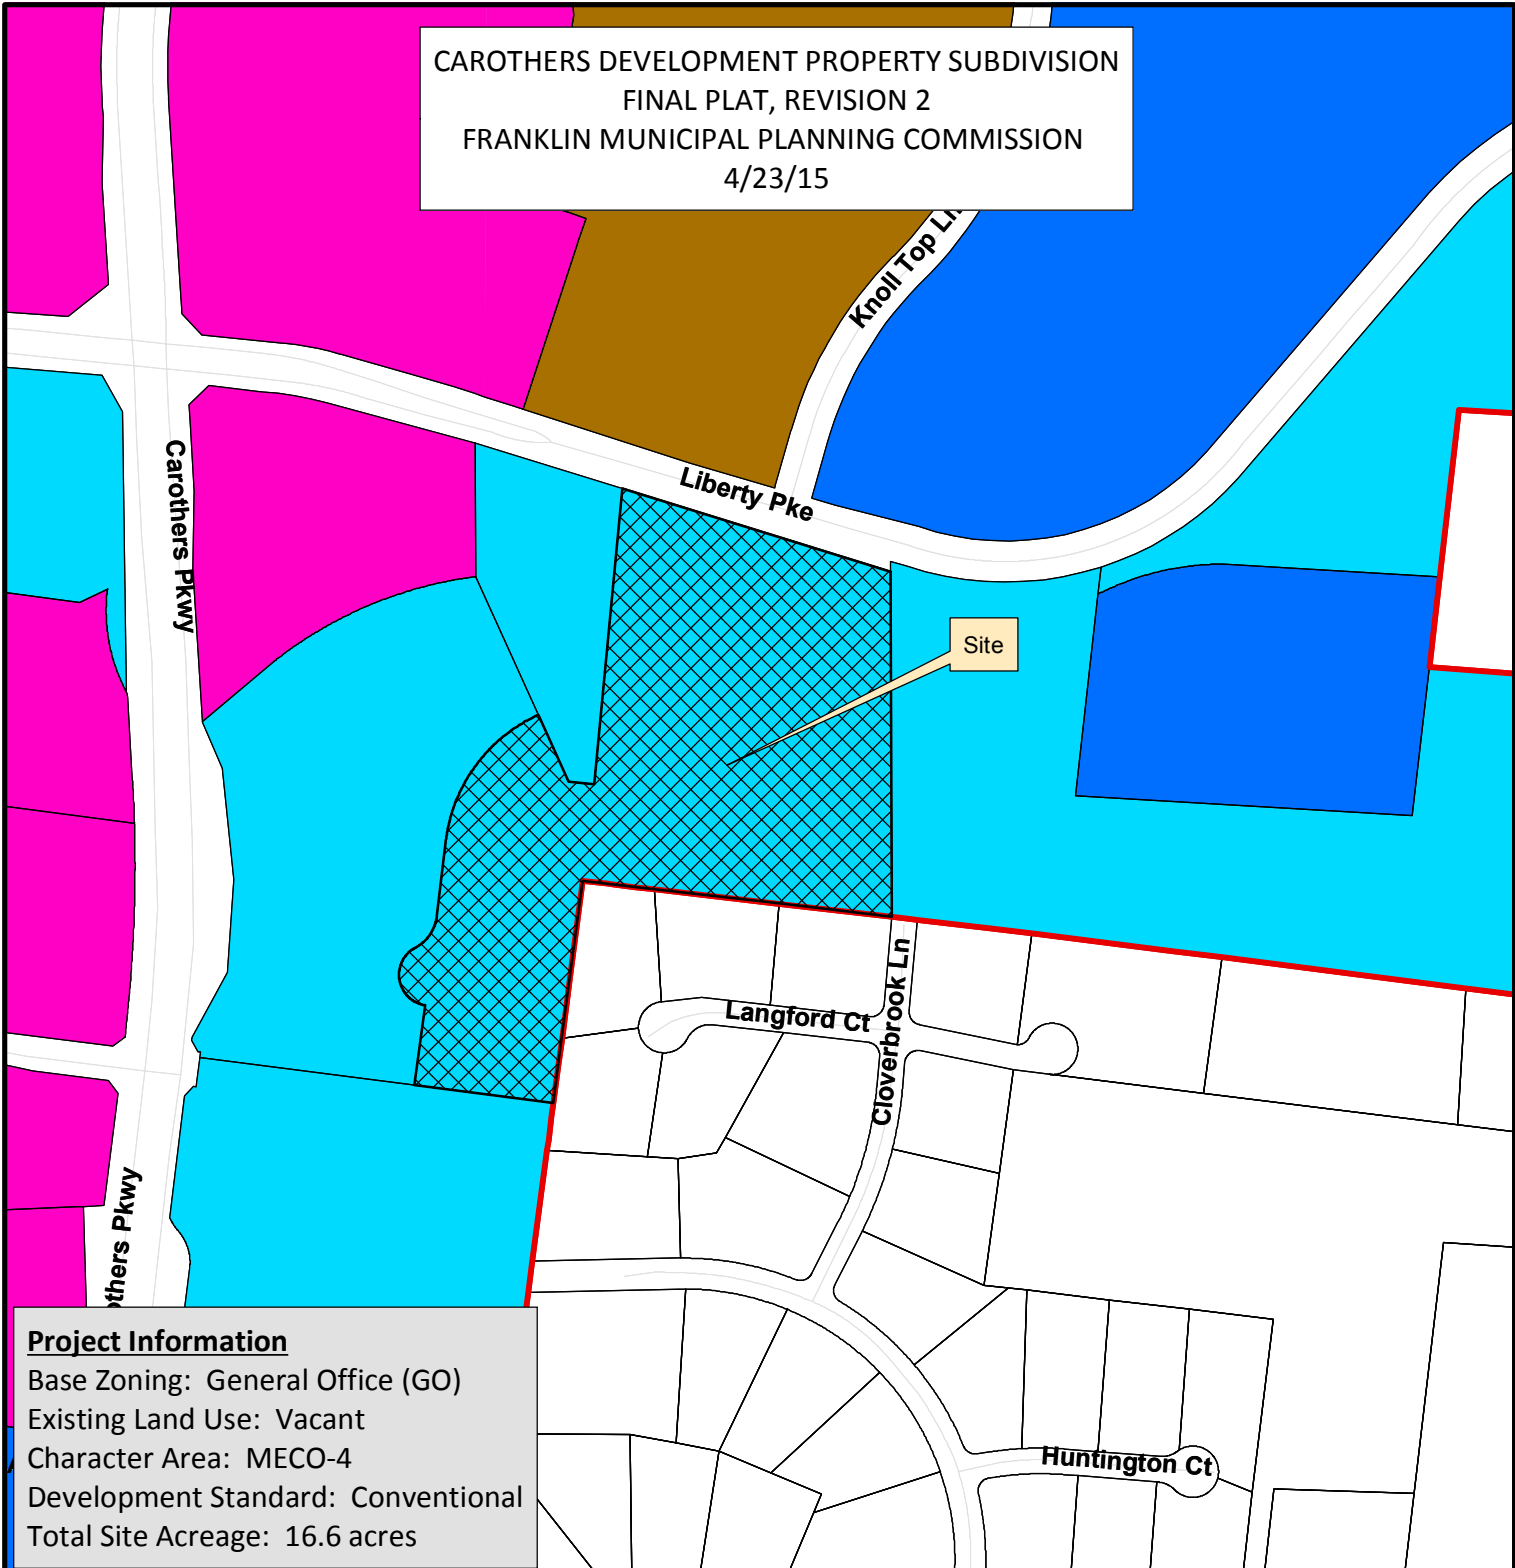 CAROTHERS DEVELOPMENT PROPERTY SUBDIVISION
FINAL PLAT, REVISION 2
FRANKLIN MUNICIPAL PLANNING COMMISSION
4/23/15
Knoll Top Ln
Carothers Pkwy
Liberty Pke
Site
Langford Ct
Cloverbrook Ln
others Pkwy
Huntington Ct
Project Information
Base Zoning: General Office (GO)
Existing Land Use: Vacant
Character Area: MECO-4
Development Standard: Conventional
Total Site Acreage: 16.6 acres